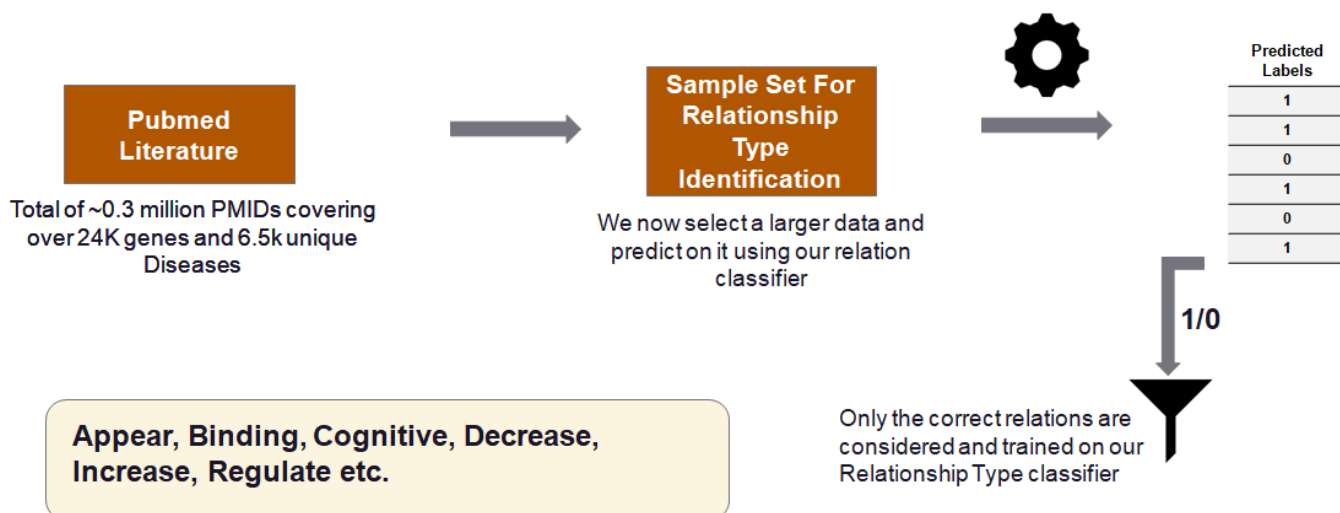 Pubmed
Literature
Total of ~0.3 million PMIDs covering
over 24K genes and 6.5k unique
Diseases
Sample Set For
Relationship
Type
Identification
We now select a larger data and
predict on it using our relation
classifier
Predicted
Labels
1
1
0
1
0
1
1/0
Only the correct relations are
considered and trained on our
Relationship Type classifier
Appear, Binding, Cognitive, Decrease,
Increase, Regulate etc.